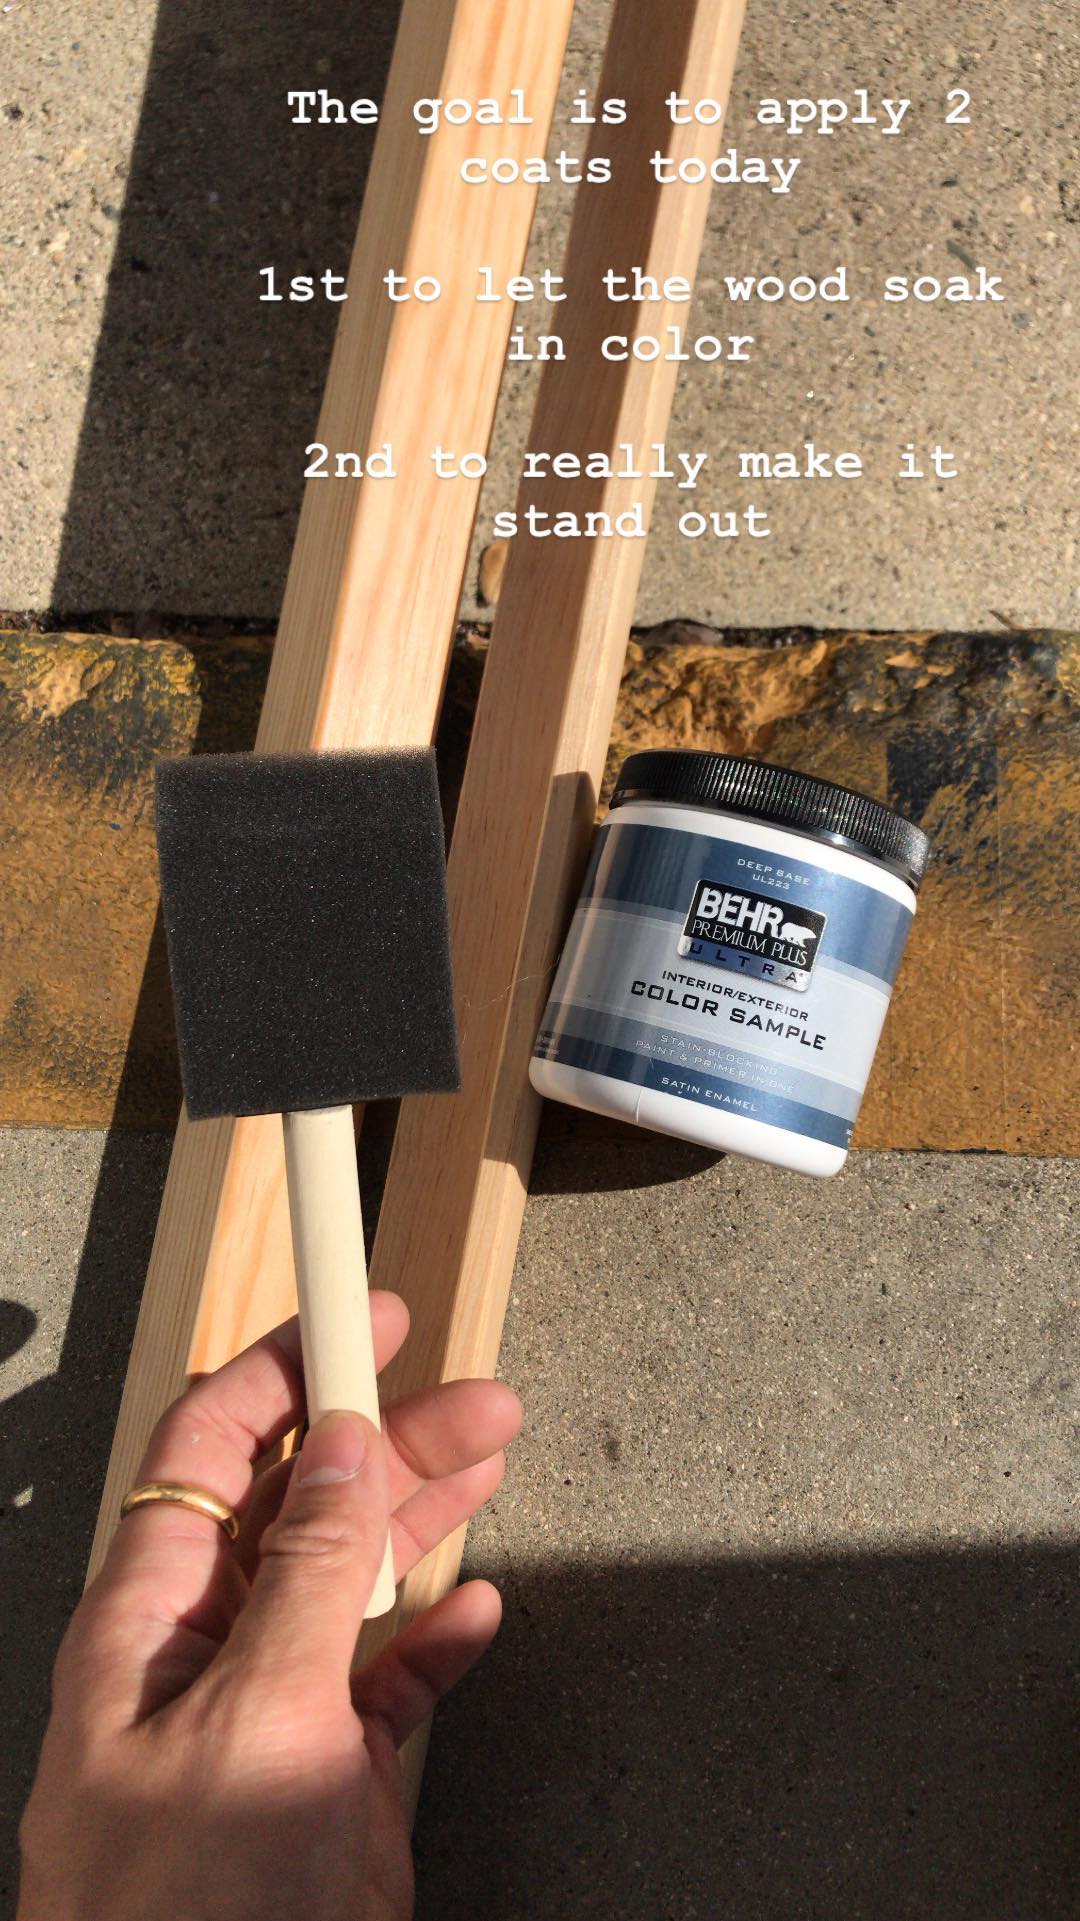 The goal is to apply 2
coats today
1st to let the wood soak
in color
2nd to really make it
stand out
DEEP BASE
UL223
BEHR
PREMIUM PLUS
ULTRA
INTERIOR/EXTERIOR
COLOR SAMPLE
STAIN-BLOCKING
PAINT & PRIMER IN ONE
SATIN ENAMEL